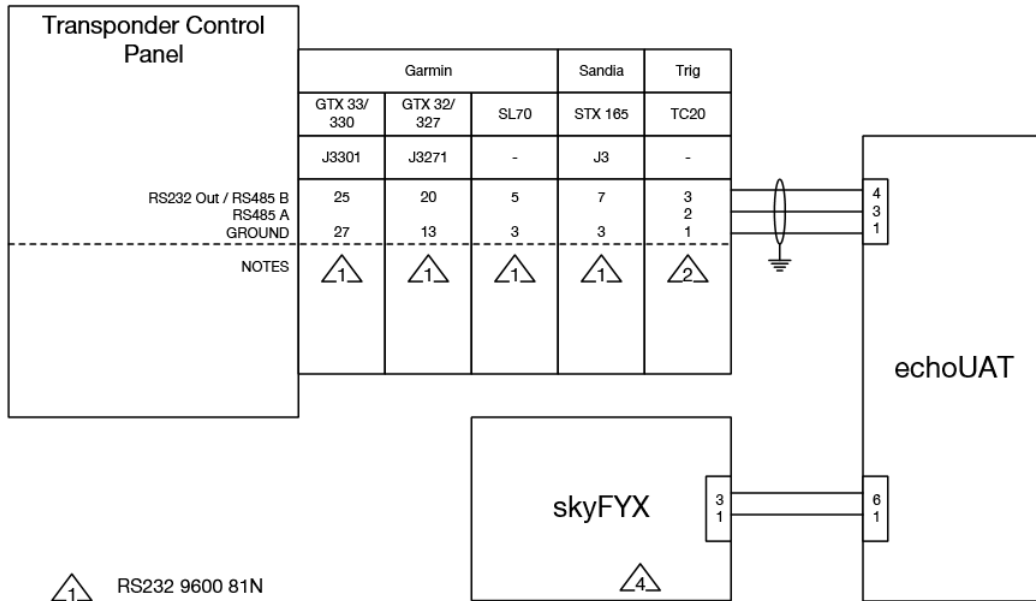 Transponder Control
Panel
Garmin Sandia Trig
GTX 33/
330
GTX 32/
327
SL70
STX 165
TC20
J3301 J3271 - J3 -
RS232 Out / RS485 B 25 20 5 7 3 4
RS485 A 2 3
GROUND 27 13 3 3 1 1
NOTES 1 1 1 1 2
echoUAT
skyFYX
3 6
1 1
4
1 RS232 9600 81N